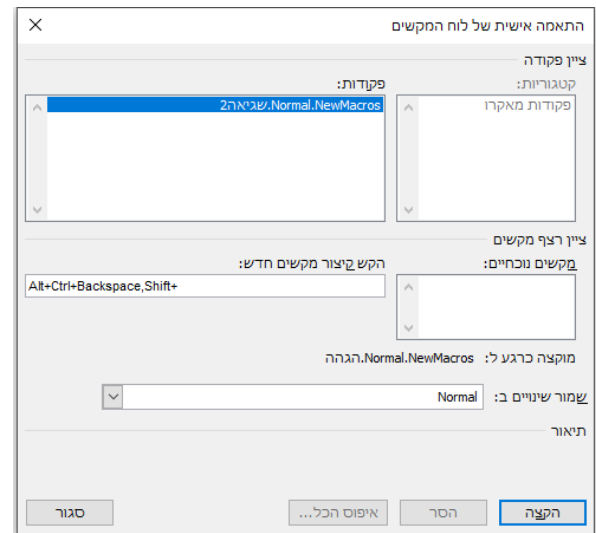 התאמה אישית של לוח המקשים
ציין פקודה
קטגוריות:
פקודות:
פקודות מאקרו
Normal.NewMacros.שגיאה2
ציין רצף מקשים
מקשים נוכחיים:
הקש קיצור מקשים חדש:
Alt+Ctrl+Backspace,Shift+
מוקצה כרגע ל: Normal.NewMacros.הגהה
שמור שינויים ב: Normal
תיאור
הקצה
הסר
איפוס הכל...
סגור